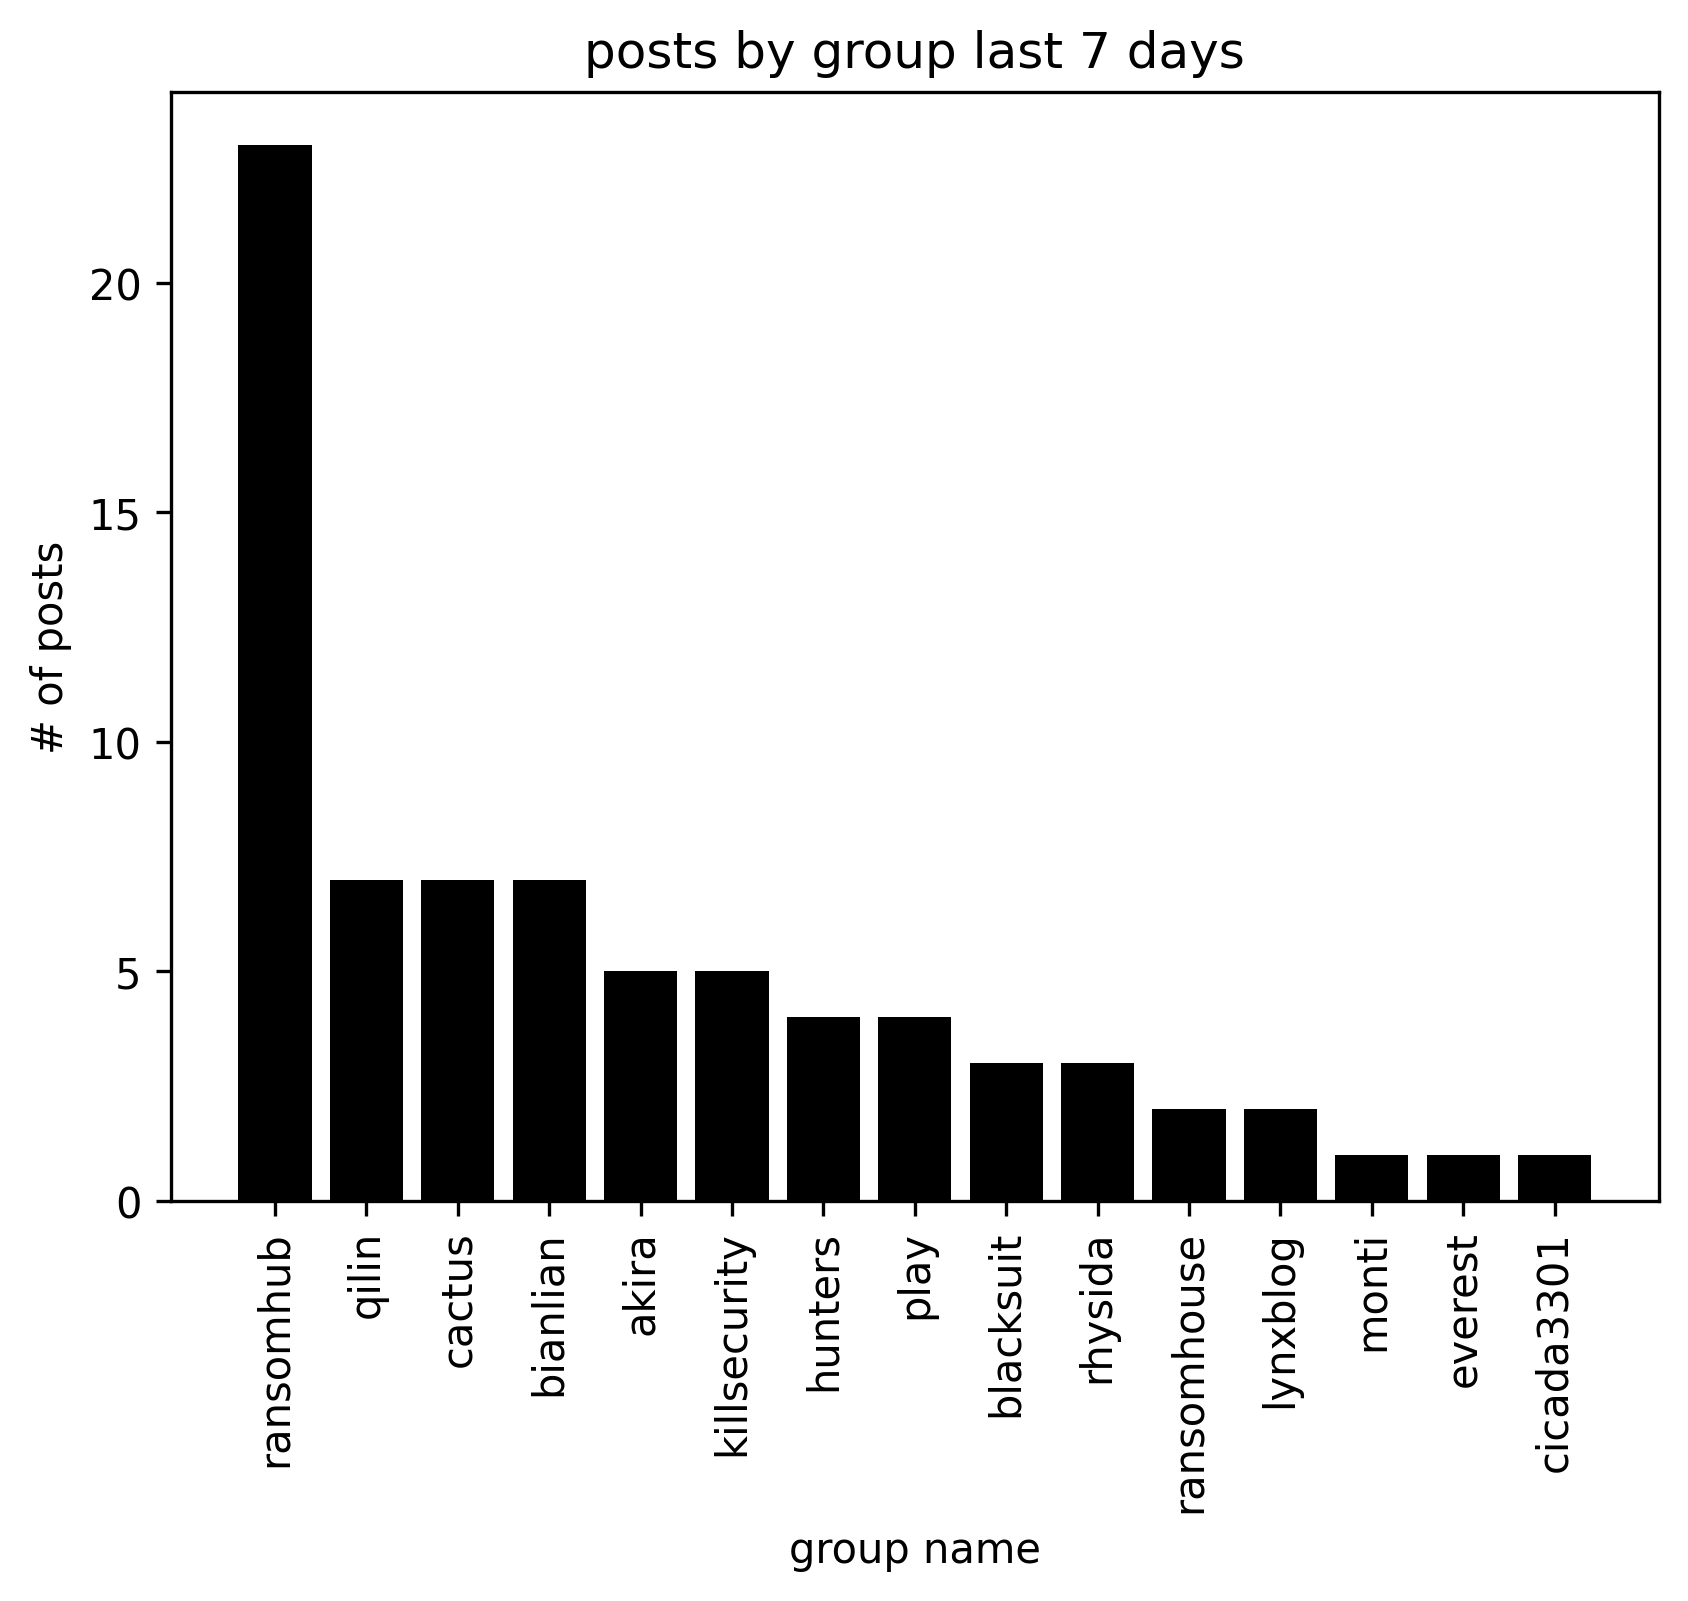 posts by group last 7 days
# of posts
20
15
10
5
0
ransomhub
qilin
cactus
bianlian
akira
killsecurity
hunters
play
blacksuit
rhysida
ransomhouse
lynxblog
monti
everest
cicada3301
group name